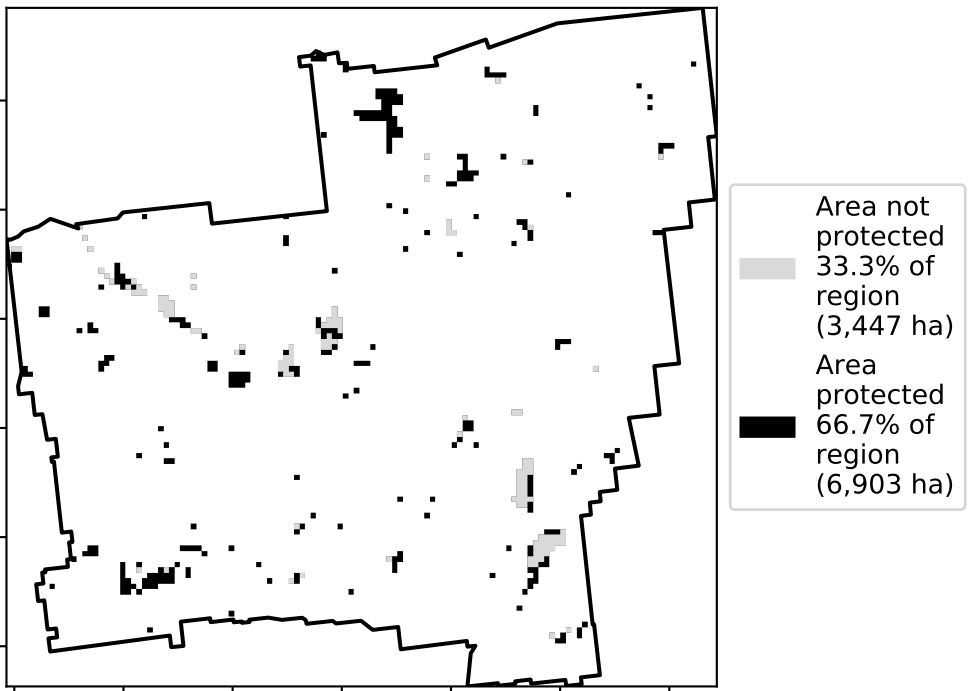 Area not
protected
33.3% of
region
(3,447 ha)
Area
protected
66.7% of
region
(6,903 ha)